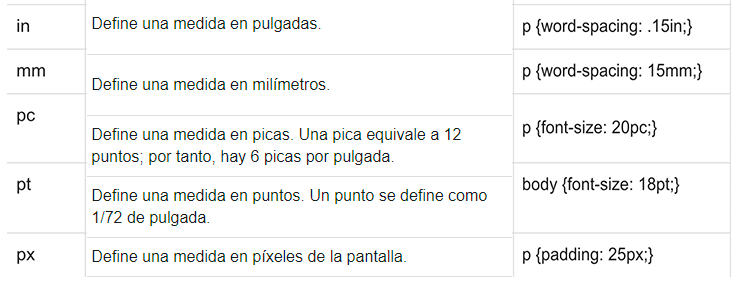 in
Define una medida en pulgadas.
p {word-spacing: .15in;}
mm
Define una medida en milímetros.
p {word-spacing: 15mm;}
pc
Define una medida en picas. Una pica equivale a 12
puntos; por tanto, hay 6 picas por pulgada.
p {font-size: 20pc;}
pt
Define una medida en puntos. Un punto se define como
1/72 de pulgada.
body {font-size: 18pt;}
px
Define una medida en píxeles de la pantalla.
p {padding: 25px;}